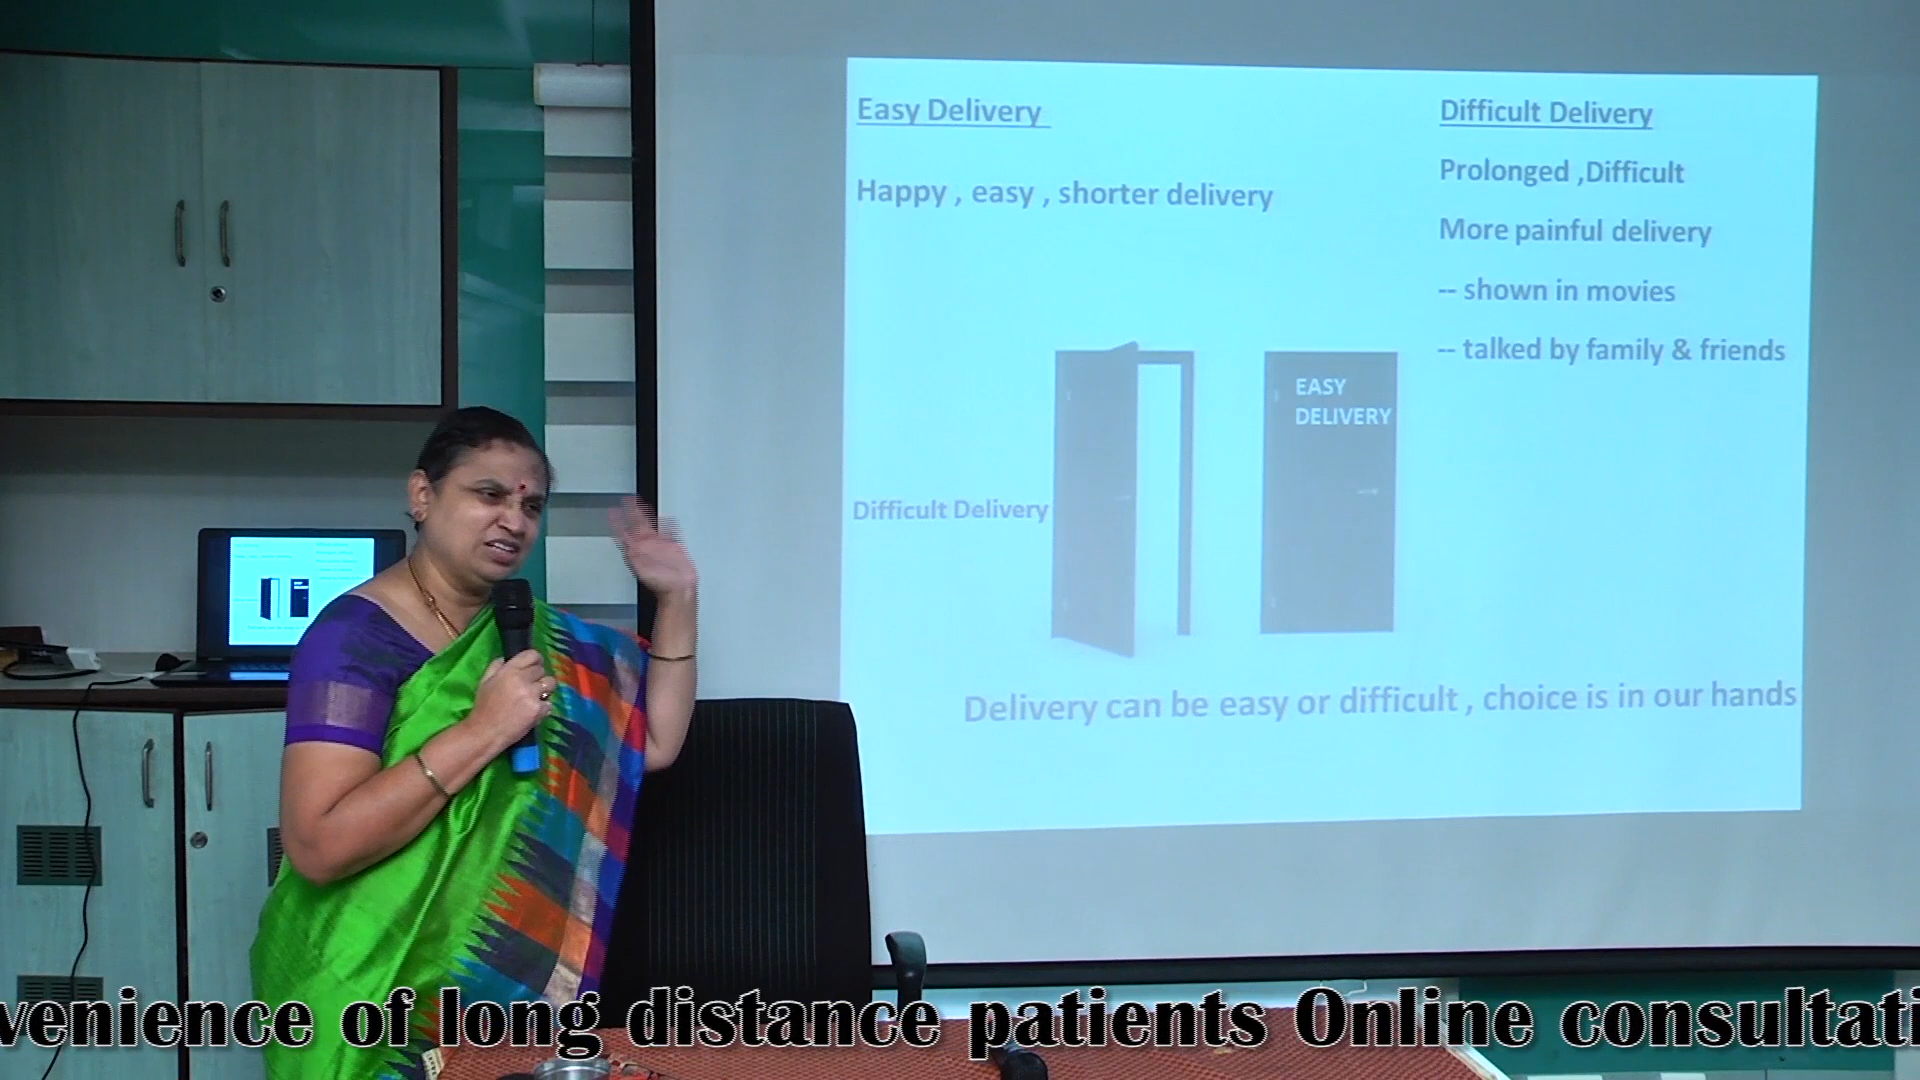 Easy Delivery
Happy , easy , shorter delivery
Difficult Delivery
Prolonged ,Difficult
More painful delivery
-- shown in movies
-- talked by family & friends
EASY
DELIVERY
Difficult Delivery
Delivery can be easy or difficult , choice is in our hands
venience of long distance patients Online consultati